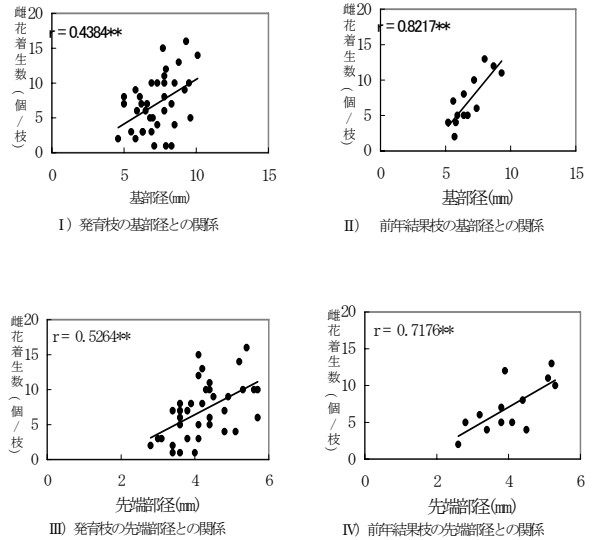 雌花着生数(個/枝)
20
15
10
5
0
r = 0.4384**
0 5 10 15
基部径(mm)
Ⅰ) 発育枝の基部径との関係
雌花着生数(個/枝)
20
15
10
5
0
r = 0.8217**
0 5 10 15
基部径(mm)
Ⅱ) 前年結果枝の基部径との関係
雌花着生数(個/枝)
20
15
10
5
0
r = 0.5264**
0 2 4 6
先端部径(mm)
Ⅲ) 発育枝の先端部径との関係
雌花着生数(個/枝)
20
15
10
5
0
r = 0.7176**
0 2 4 6
先端部径(mm)
Ⅳ) 前年結果枝の先端部径との関係